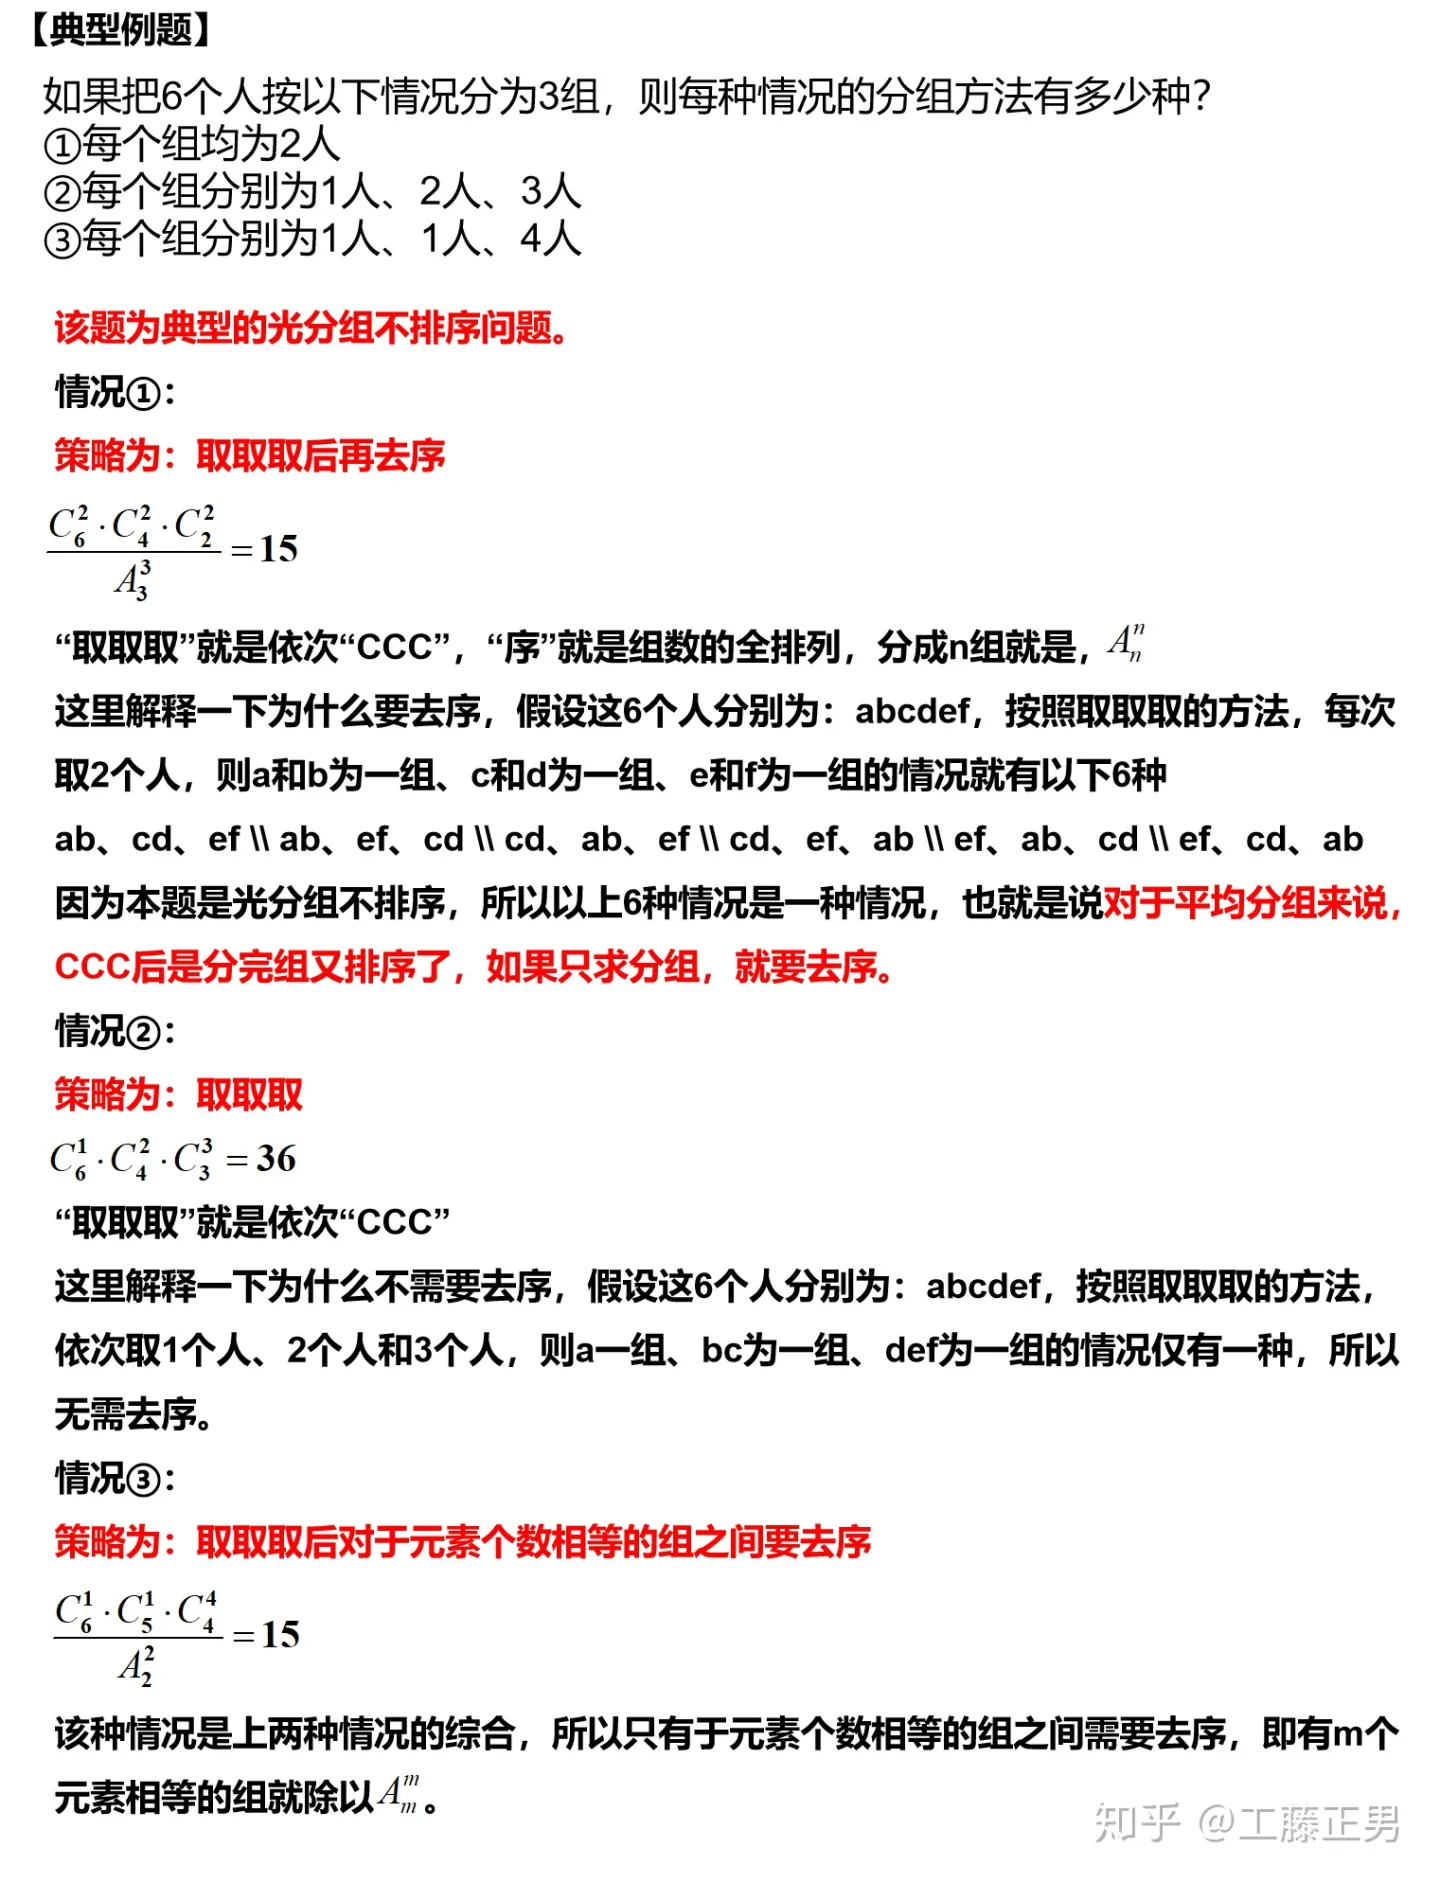 【典型例题】
如果把6个人按以下情况分为3组，则每种情况的分组方法有多少种？
①每个组均为2人
②每个组分别为1人、2人、3人
③每个组分别为1人、1人、4人
该题为典型的光分组不排序问题。
情况①：
策略为：取取取后再去序
$\frac{C_6^2 \cdot C_4^2 \cdot C_2^2}{A_3^3} = 15$
“取取取”就是依次“CCC”，“序”就是组数的全排列，分成n组就是，$A_n^n$
这里解释一下为什么要去序，假设这6个人分别为：abcdef，按照取取取的方法，每次
取2个人，则a和b为一组、c和d为一组、e和f为一组的情况就有以下6种
ab、cd、ef \\ ab、ef、cd \\ cd、ab、ef \\ cd、ef、ab \\ ef、ab、cd \\ ef、cd、ab
因为本题是光分组不排序，所以以上6种情况是一种情况，也就是说对于平均分组来说，
CCC后是分完组又排序了，如果只求分组，就要去序。
情况②：
策略为：取取取
$C_6^1 \cdot C_4^2 \cdot C_3^3 = 36$
“取取取”就是依次“CCC”
这里解释一下为什么不需要去序，假设这6个人分别为：abcdef，按照取取取的方法，
依次取1个人、2个人和3个人，则a一组、bc为一组、def为一组的情况仅有一种，所以
无需去序。
情况③：
策略为：取取取后对于元素个数相等的组之间要去序
$\frac{C_6^1 \cdot C_5^1 \cdot C_4^4}{A_2^2} = 15$
该种情况是上两种情况的综合，所以只有于元素个数相等的组之间需要去序，即有m个
元素相等的组就除以$A_m^m$。
知乎 @工藤正男